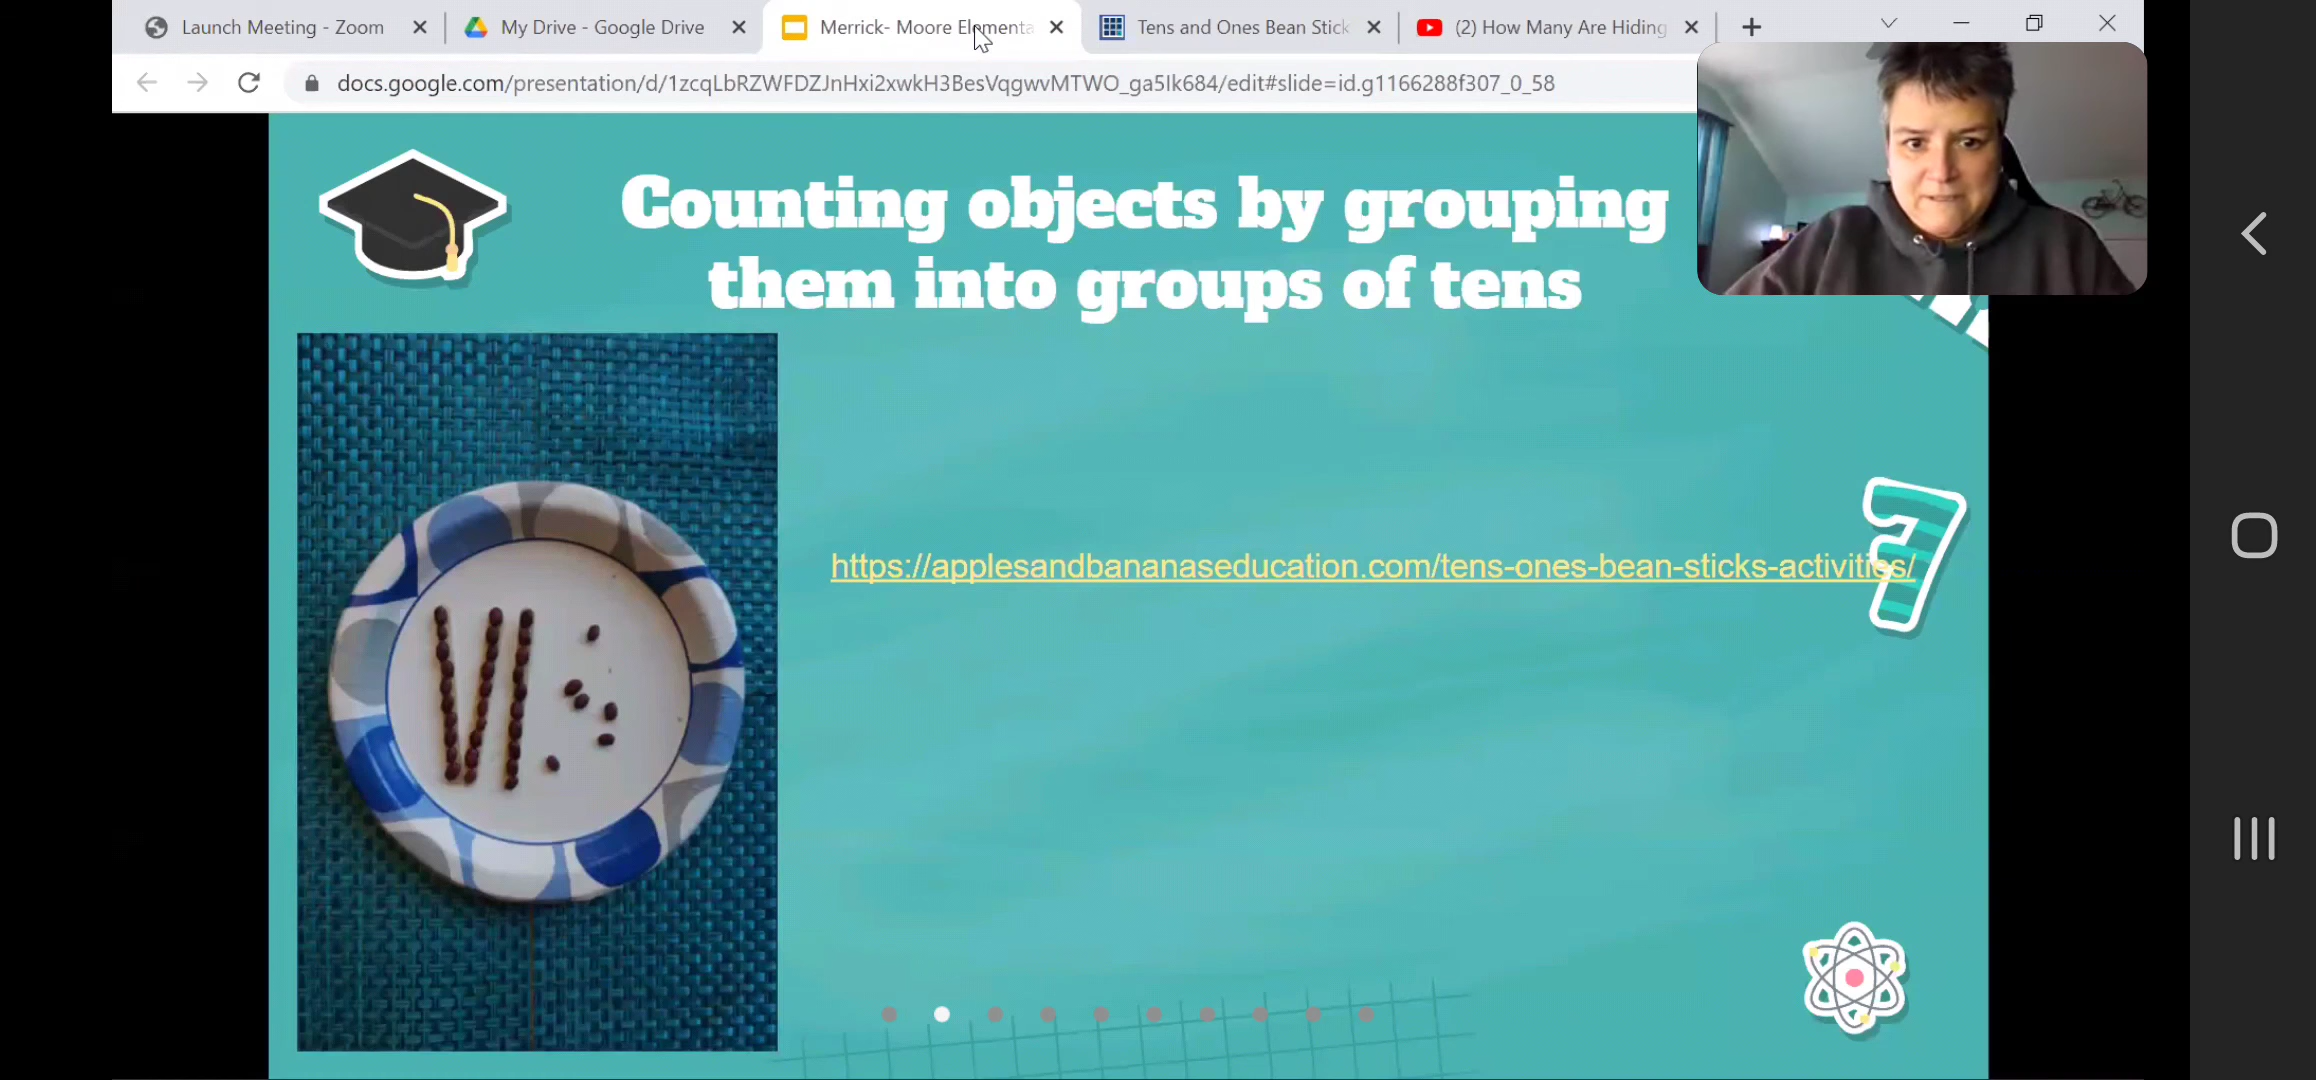 Launch Meeting - Zoom
My Drive - Google Drive
Merrick- Moore Elementa
Tens and Ones Bean Stick
(2) How Many Are Hiding
docs.google.com/presentation/d/1zcqLbRZWFDZJnHxi2xwkH3BesVqgwvMTWO_ga5Ik684/edit#slide=id.g1166288f307_0_58
Counting objects by grouping
them into groups of tens
https://applesandbananaseducation.com/tens-ones-bean-sticks-activities/
7